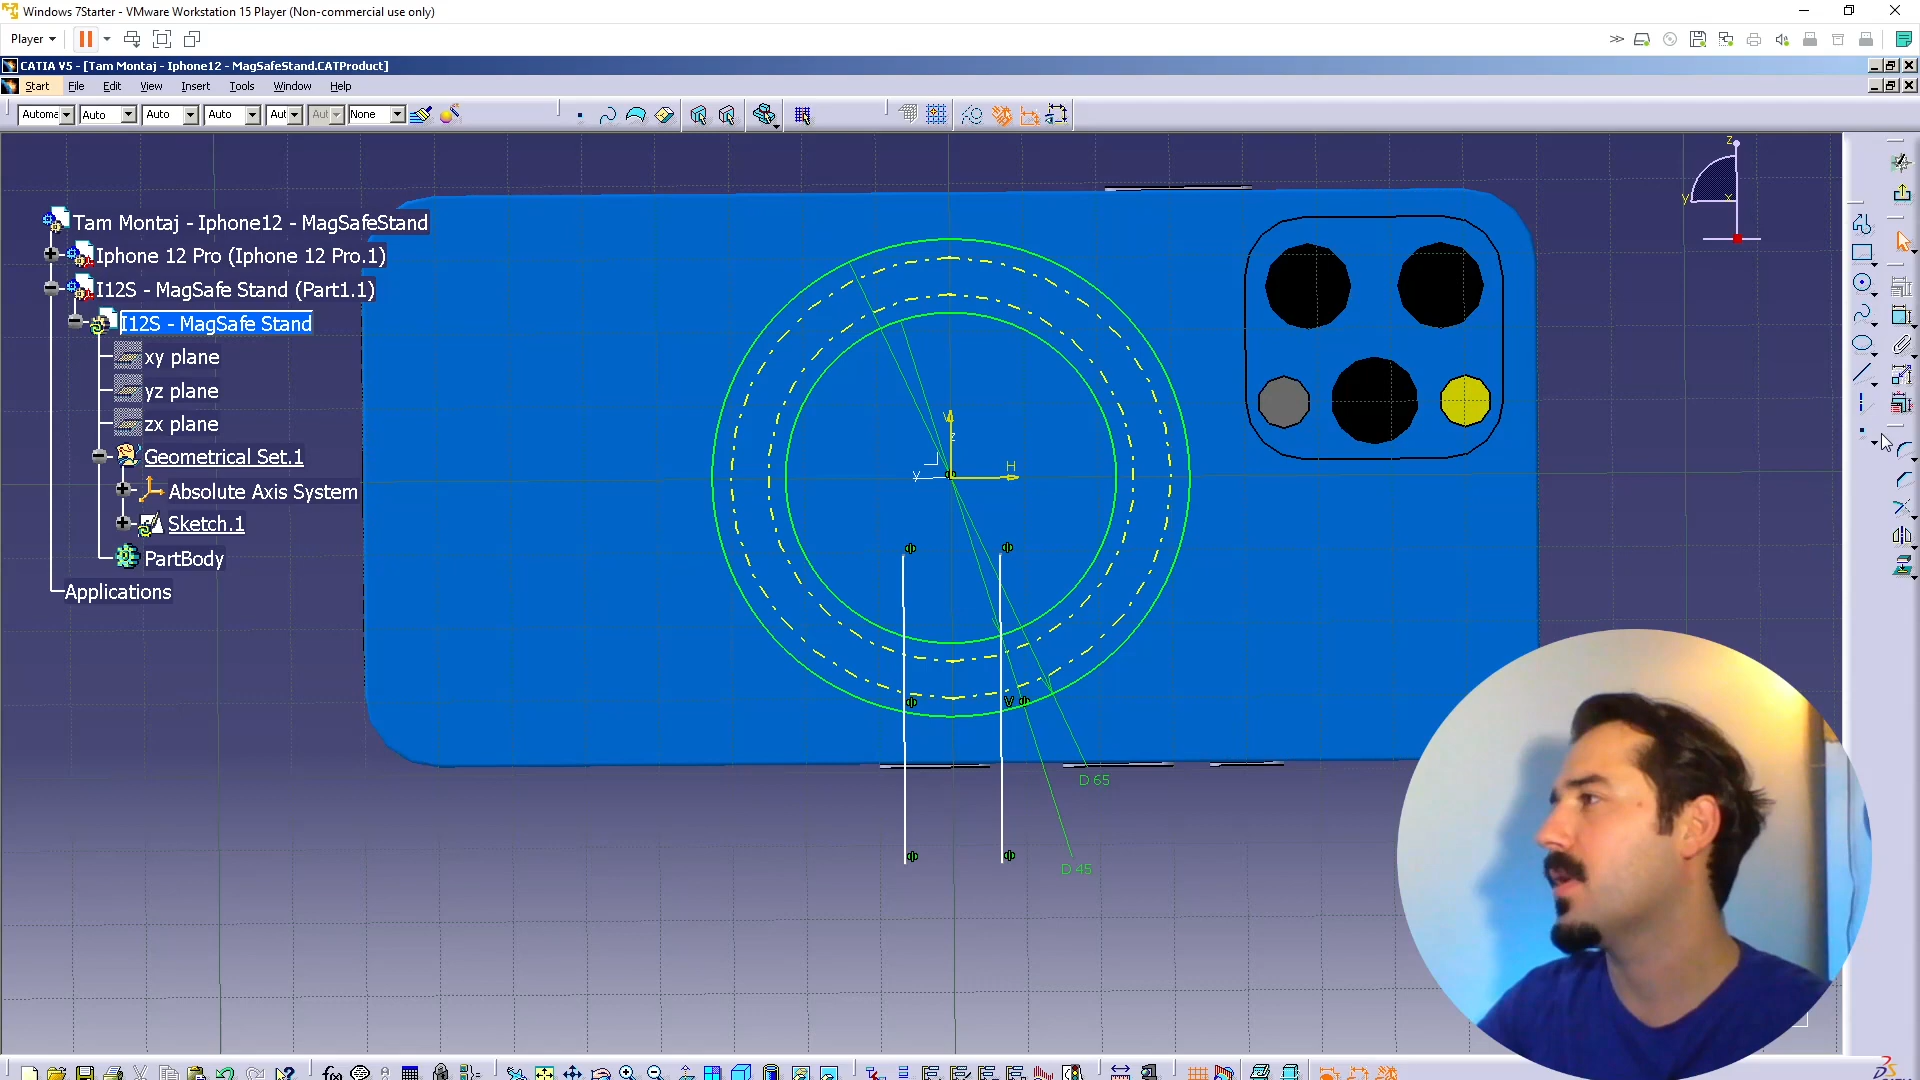 Windows 7Starter - VMware Workstation 15 Player (Non-commercial use only)
Player
CATIA V5 - [Tam Montaj - Iphone12 - MagSafeStand.CATProduct]
Start File Edit View Insert Tools Window Help
Automa Auto Auto Auto Aut Aut None
Tam Montaj - Iphone12 - MagSafeStand
Iphone 12 Pro (Iphone 12 Pro.1)
I12S - MagSafe Stand (Part1.1)
I12S - MagSafe Stand
xy plane
yz plane
zx plane
Geometrical Set.1
Absolute Axis System
Sketch.1
PartBody
Applications
z
y x
V
z
H
y
V
D 65
D 45
f(x)